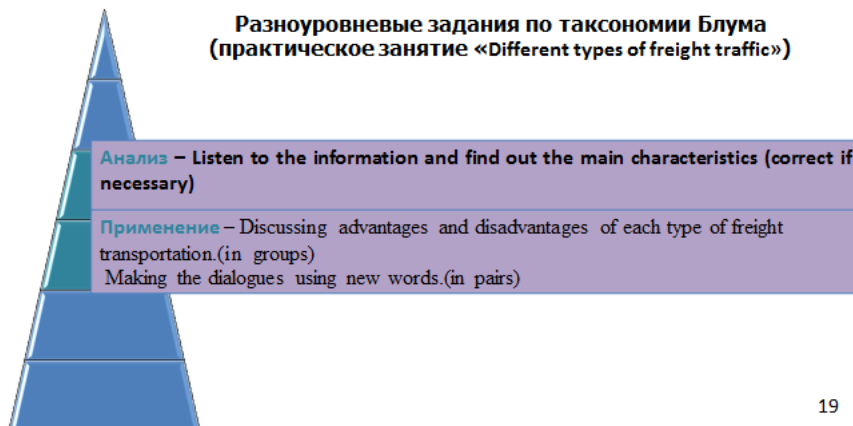 Разноуровневые задания по таксономии Блума
(практическое занятие «Different types of freight traffic»)
Анализ – Listen to the information and find out the main characteristics (correct if
necessary)
Применение – Discussing advantages and disadvantages of each type of freight
transportation.(in groups)
Making the dialogues using new words.(in pairs)
19